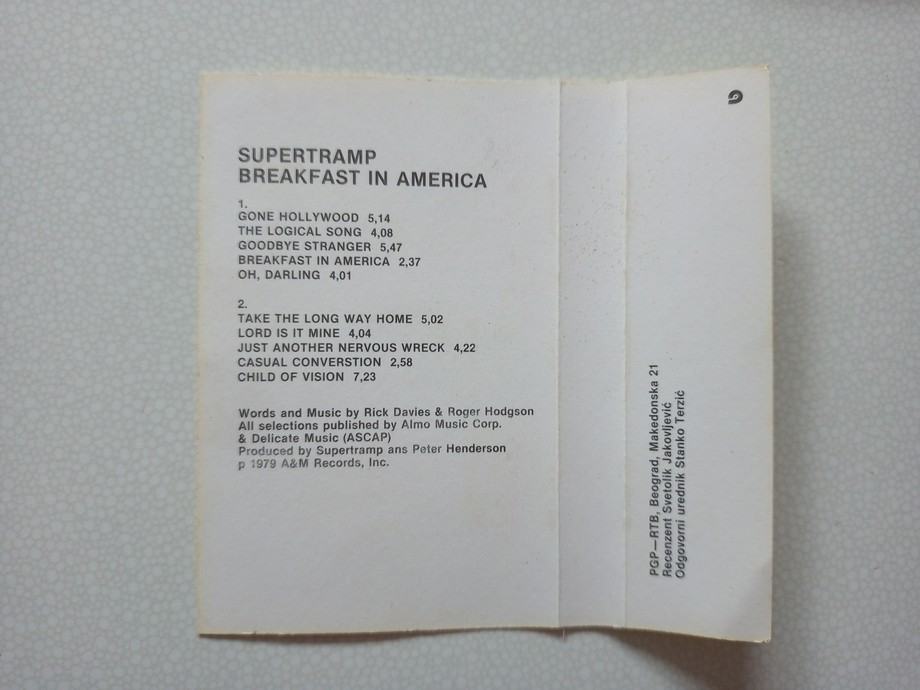 SUPERTRAMP
BREAKFAST IN AMERICA
1.
GONE HOLLYWOOD 5,14
THE LOGICAL SONG 4,08
GOODBYE STRANGER 5,47
BREAKFAST IN AMERICA 2,37
OH, DARLING 4,01
2.
TAKE THE LONG WAY HOME 5,02
LORD IS IT MINE 4,04
JUST ANOTHER NERVOUS WRECK 4,22
CASUAL CONVERSTION 2,58
CHILD OF VISION 7,23
Words and Music by Rick Davies & Roger Hodgson
All selections published by Almo Music Corp.
& Delicate Music (ASCAP)
Produced by Supertramp ans Peter Henderson
p 1979 A&M Records, Inc.
PGP—RTB, Beograd, Makedonska 21
Recenzent Svetolik Jakovljević
Odgovorni urednik Stanko Terzić